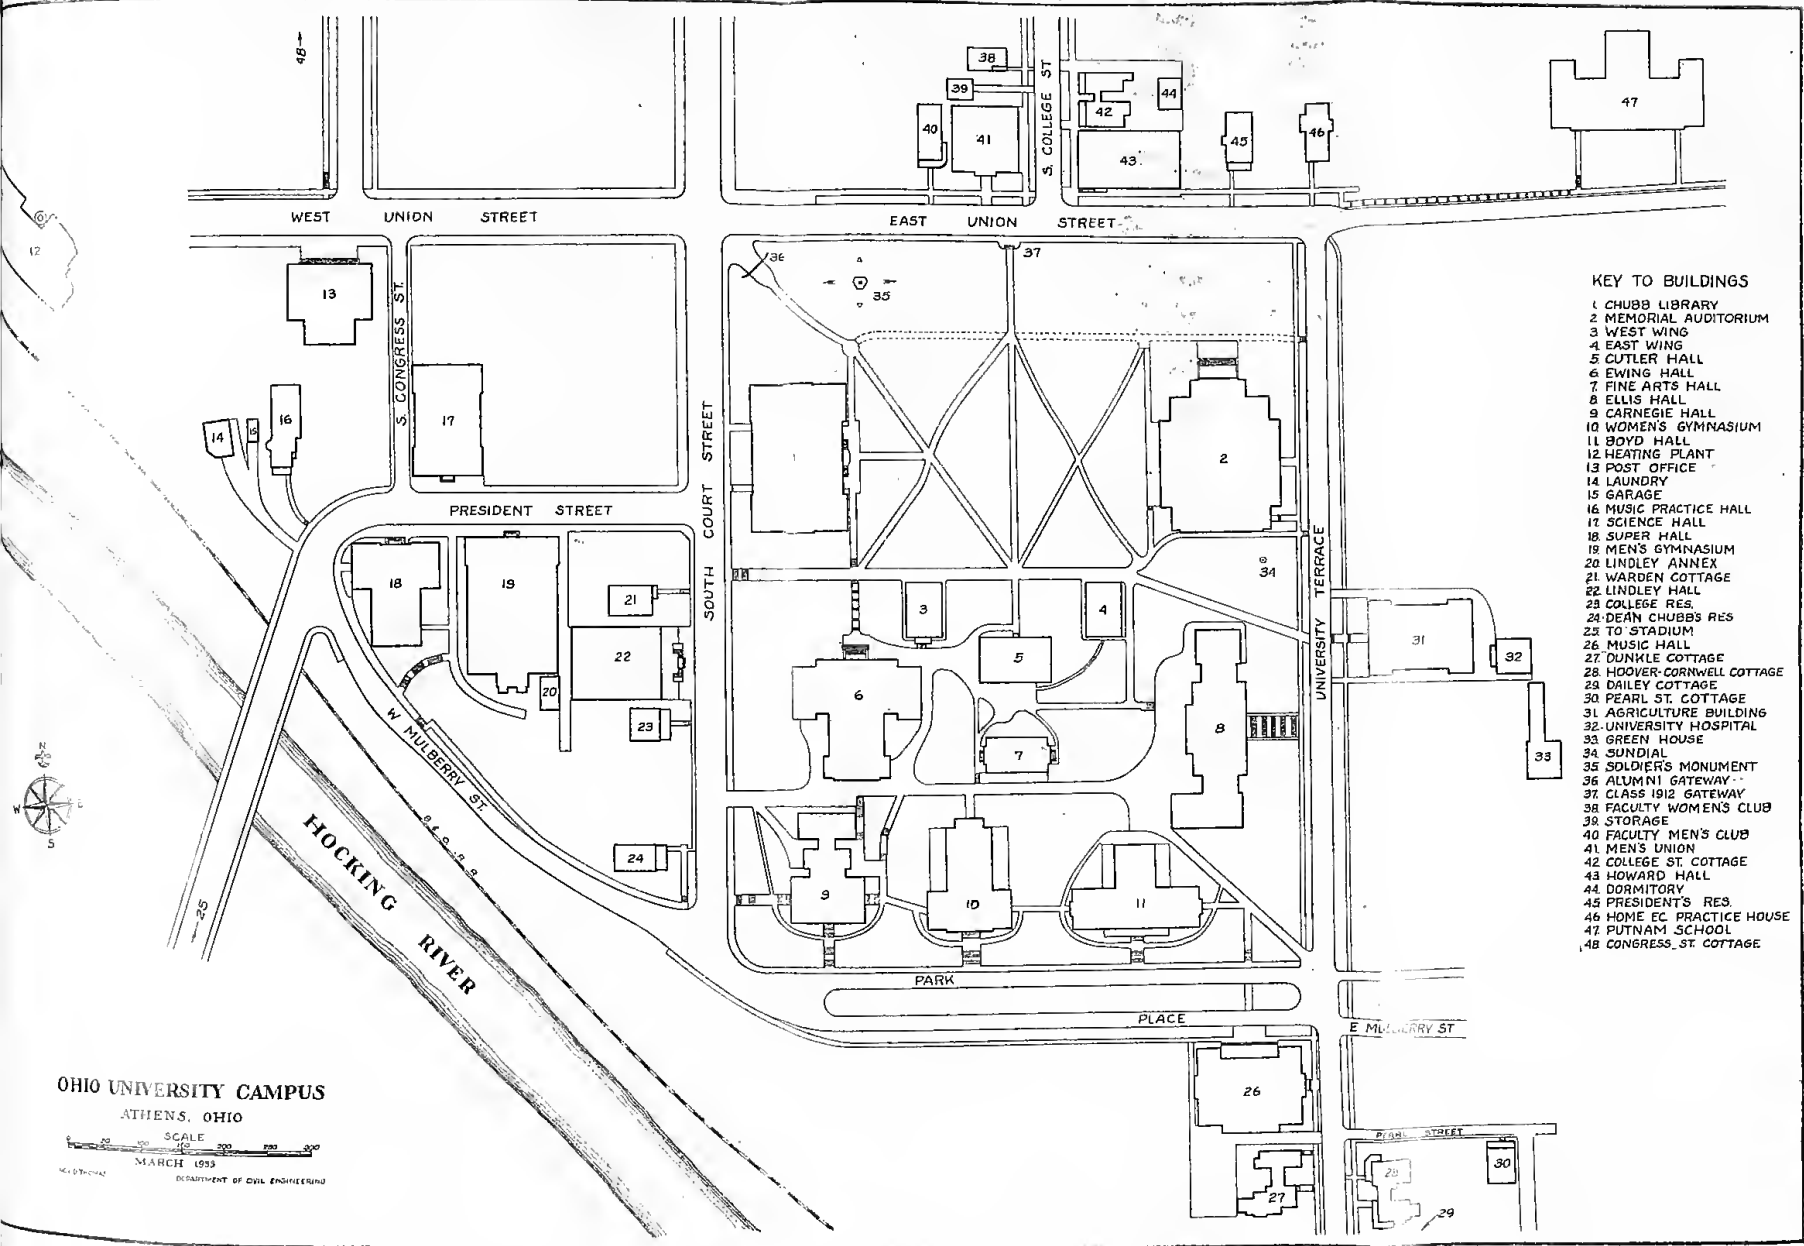 48
38
39
S. COLLEGE ST
44
42
40
41
43
45
46
47
WEST UNION STREET
EAST UNION STREET
12
13
S. CONGRESS ST.
36
37
35
KEY TO BUILDINGS
1. CHUBB LIBRARY
2 MEMORIAL AUDITORIUM
3 WEST WING
4 EAST WING
5 CUTLER HALL
6 EWING HALL
7. FINE ARTS HALL
8 ELLIS HALL
9 CARNEGIE HALL
10 WOMEN'S GYMNASIUM
11 BOYD HALL
12 HEATING PLANT
13 POST OFFICE
14 LAUNDRY
15 GARAGE
16 MUSIC PRACTICE HALL
17 SCIENCE HALL
18 SUPER HALL
19 MEN'S GYMNASIUM
20 LINDLEY ANNEX
21. WARDEN COTTAGE
22 LINDLEY HALL
23 COLLEGE RES.
24 DEAN CHUBB'S RES
25 TO STADIUM
26 MUSIC HALL
27 DUNKLE COTTAGE
28. HOOVER-CORNWELL COTTAGE
29. DAILEY COTTAGE
30. PEARL ST. COTTAGE
31 AGRICULTURE BUILDING
32 UNIVERSITY HOSPITAL
33 GREEN HOUSE
34 SUNDIAL
35 SOLDIER'S MONUMENT
36 ALUMNI GATEWAY
37. CLASS 1912 GATEWAY
38 FACULTY WOMEN'S CLUB
39. STORAGE
40 FACULTY MEN'S CLUB
41. MEN'S UNION
42 COLLEGE ST. COTTAGE
43 HOWARD HALL
44 DORMITORY
45 PRESIDENT'S RES.
46 HOME EC PRACTICE HOUSE
47. PUTNAM SCHOOL
48 CONGRESS ST. COTTAGE
14
15
16
17
SOUTH COURT STREET
1
2
PRESIDENT STREET
18
19
21
22
20
23
24
3
4
5
6
7
8
34
UNIVERSITY TERRACE
31
32
33
W MULBERRY ST.
B & O. R R
HOCKING RIVER
25
9
10
11
PARK PLACE
E MULBERRY ST
N
W
E
S
26
PEARL STREET
27
28
30
29
OHIO UNIVERSITY CAMPUS
ATHENS, OHIO
SCALE
0 50 100 150 200 250 300
MARCH 1935
DEPARTMENT OF CIVIL ENGINEERING